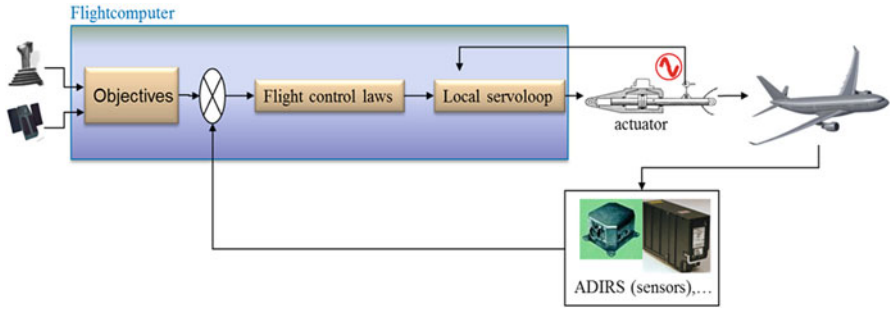 Flightcomputer
Objectives
Flight control laws
Local servoloop
actuator
ADIRS (sensors),...